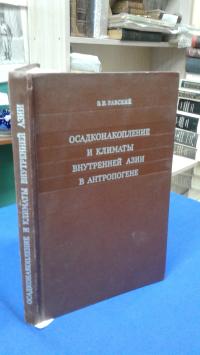 Э. И. РАВСКИЙ
ОСАДКОНАКОПЛЕНИЕ
И КЛИМАТЫ
ВНУТРЕННЕЙ АЗИИ
В АНТРОПОГЕНЕ
ОСАДКОНАКОПЛЕНИЕ И КЛИМАТЫ ВНУТРЕННЕЙ АЗИИ